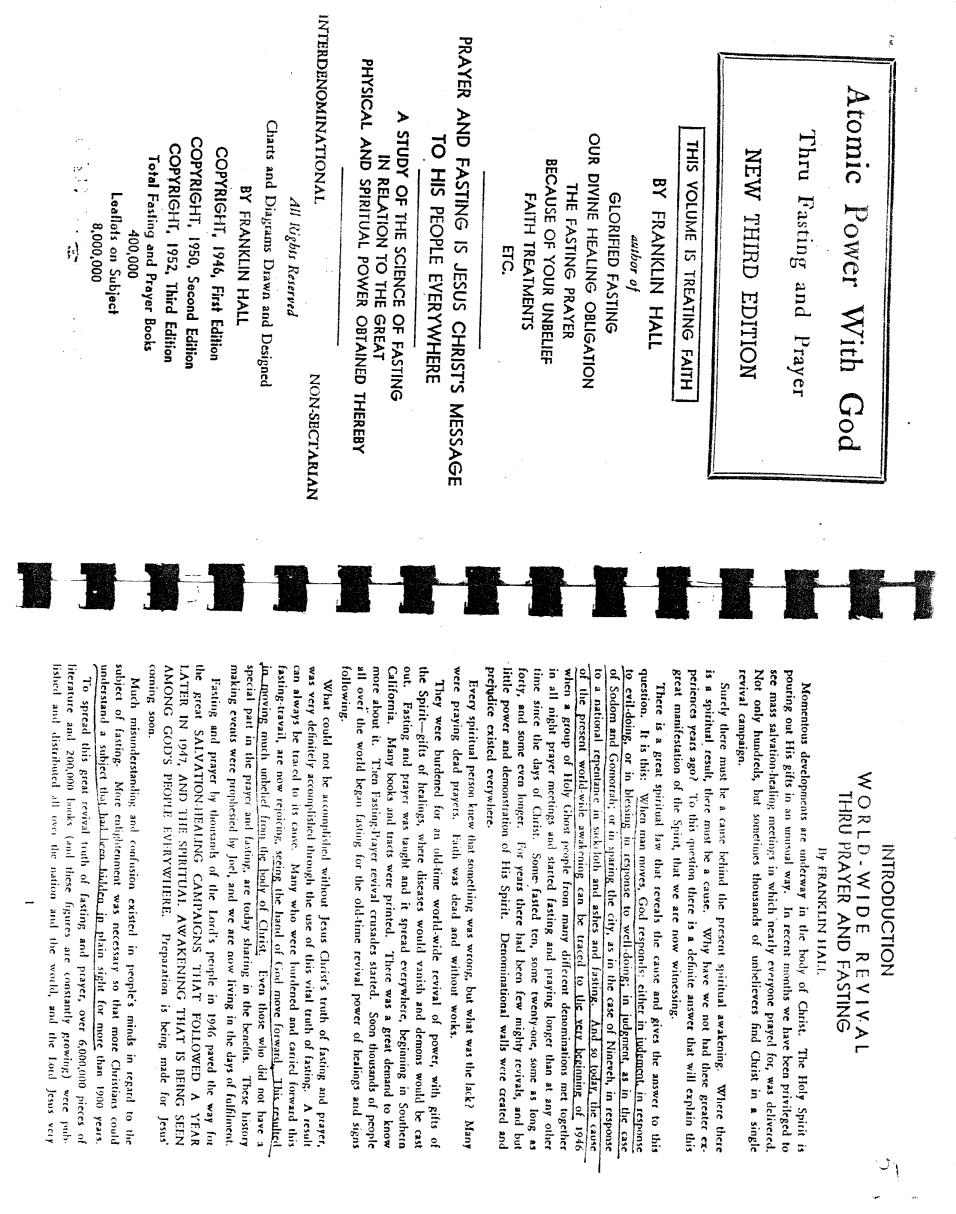 Atomic Power With God
Thru Fasting and Prayer
NEW THIRD EDITION
THIS VOLUME IS TREATING FAITH
BY FRANKLIN HALL
author of
GLORIFIED FASTING
OUR DIVINE HEALING OBLIGATION
THE FASTING PRAYER
BECAUSE OF YOUR UNBELIEF
FAITH TREATMENTS
ETC.
PRAYER AND FASTING IS JESUS CHRIST'S MESSAGE
TO HIS PEOPLE EVERYWHERE
A STUDY OF THE SCIENCE OF FASTING
IN RELATION TO THE GREAT
PHYSICAL AND SPIRITUAL POWER OBTAINED THEREBY
INTERDENOMINATIONAL NON-SECTARIAN
All Rights Reserved
Charts and Diagrams Drawn and Designed
BY FRANKLIN HALL
COPYRIGHT, 1946, First Edition
COPYRIGHT, 1950, Second Edition
COPYRIGHT, 1952, Third Edition
Total Fasting and Prayer Books
400,000
Leaflets on Subject
8,000,000
5
INTRODUCTION
WORLD-WIDE REVIVAL
THRU PRAYER AND FASTING
By FRANKLIN HALL
Momentous developments are underway in the body of Christ. The Holy Spirit is
pouring out His gifts in an unusual way. In recent months we have been privileged to
see mass salvation-healing meetings in which nearly everyone prayed for, was delivered.
Not only hundreds, but sometimes thousands of unbelievers find Christ in a single
revival campaign.
Surely there must be a cause behind the present spiritual awakening. Where there
is a spiritual result, there must be a cause. Why have we not had these greater ex-
periences years ago? To this question there is a definite answer that will explain this
great manifestation of the Spirit, that we are now witnessing.
There is a great spiritual law that reveals the cause and gives the answer to this
question. It is this: When man moves, God responds; either in judgment, in response
to evil-doing, or in blessing in response to well-doing; in judgment as in the case
of Sodom and Gomorrah; or in sparing the city, as in the case of Nineveh, in response
to a national repentance in sackcloth and ashes and fasting. And so today, the cause
of the present world-wide awakening can be traced to the very beginning of 1946
when a group of Holy Ghost people from many different denominations met together
in all night prayer meetings and started fasting and praying longer than at any other
time since the days of Christ. Some fasted ten, some twenty-one, some as long as
forty, and some even longer. For years there had been few mighty revivals, and but
little power and demonstration of His Spirit. Denominational walls were created and
prejudice existed everywhere.
Every spiritual person knew that something was wrong, but what was the lack? Many
were praying dead prayers. Faith was dead and without works.
They were burdened for an oldtime world-wide revival of power, with gifts of
the Spirit—gifts of healings, where diseases would vanish and demons would be cast
out. Fasting and prayer was taught and it spread everywhere, beginning in Southern
California. Many books and tracts were printed. There was a great demand to know
more about it. Then Fasting-Prayer revival crusades started. Soon thousands of people
all over the world began fasting for the old-time revival power of healings and signs
following.
What could not be accomplished without Jesus Christ's truth of fasting and prayer,
was very definitely accomplished through the use of this vital truth of fasting. A result
can always be traced to its cause. Many who were burdened and carried forward this
fasting-travail, are now rejoicing, seeing the hand of God move forward. This resulted
in moving much unbelief from the body of Christ. Even those who did not have a
special part in the prayer and fasting, are today sharing in the benefits. These history
making events were prophesied by Joel, and we are now living in the days of fulfilment.
Fasting and prayer by thousands of the Lord's people in 1946 paved the way for
the great SALVATION-HEALING CAMPAIGNS THAT FOLLOWED A YEAR
LATER IN 1947, AND THE SPIRITUAL AWAKENING THAT IS BEING SEEN
AMONG GOD'S PEOPLE EVERYWHERE. Preparation is being made for Jesus'
coming soon.
Much misunderstanding and confusion existed in people's minds in regard to the
subject of fasting. More enlightenment was necessary so that more Christians could
understand a subject that had been hidden in plain sight for more than 1900 years.
To spread this great revival truth of fasting and prayer, over 6,000,000 pieces of
literature and 200,000 books (and these figures are constantly growing) were pub-
lished and distributed all over the nation and the world, and the Lord Jesus very
1